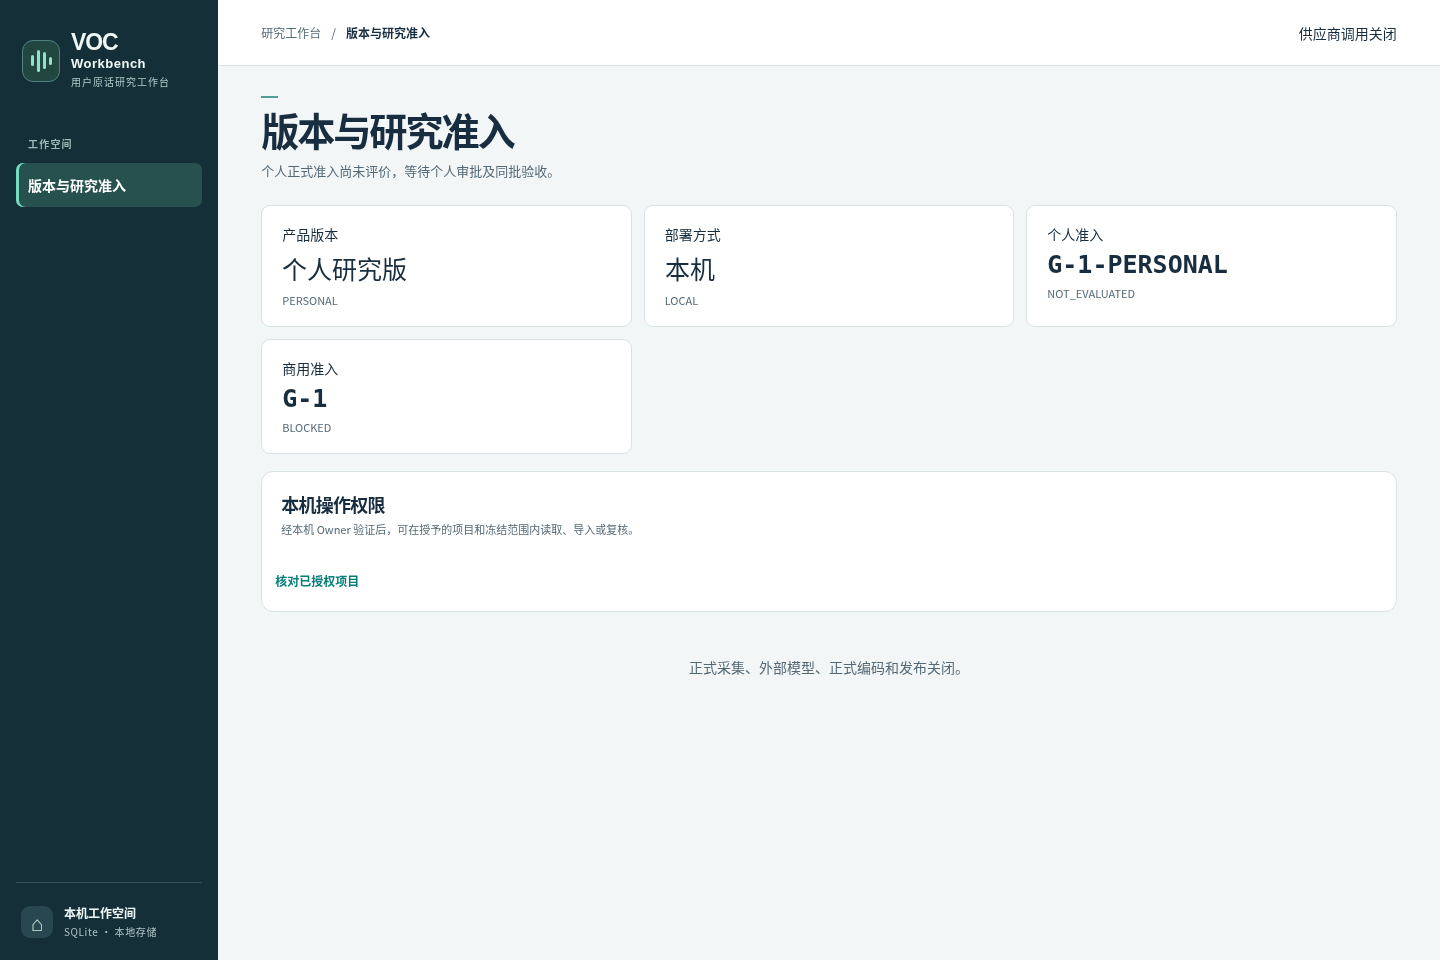 VOC
Workbench
用户原话研究工作台
工作空间
版本与研究准入
本机工作空间
SQLite · 本地存储
研究工作台 / 版本与研究准入
供应商调用关闭
版本与研究准入
个人正式准入尚未评价，等待个人审批及同批验收。
产品版本
个人研究版
PERSONAL
部署方式
本机
LOCAL
个人准入
G-1-PERSONAL
NOT_EVALUATED
商用准入
G-1
BLOCKED
本机操作权限
经本机 Owner 验证后，可在授予的项目和冻结范围内读取、导入或复核。
核对已授权项目
正式采集、外部模型、正式编码和发布关闭。